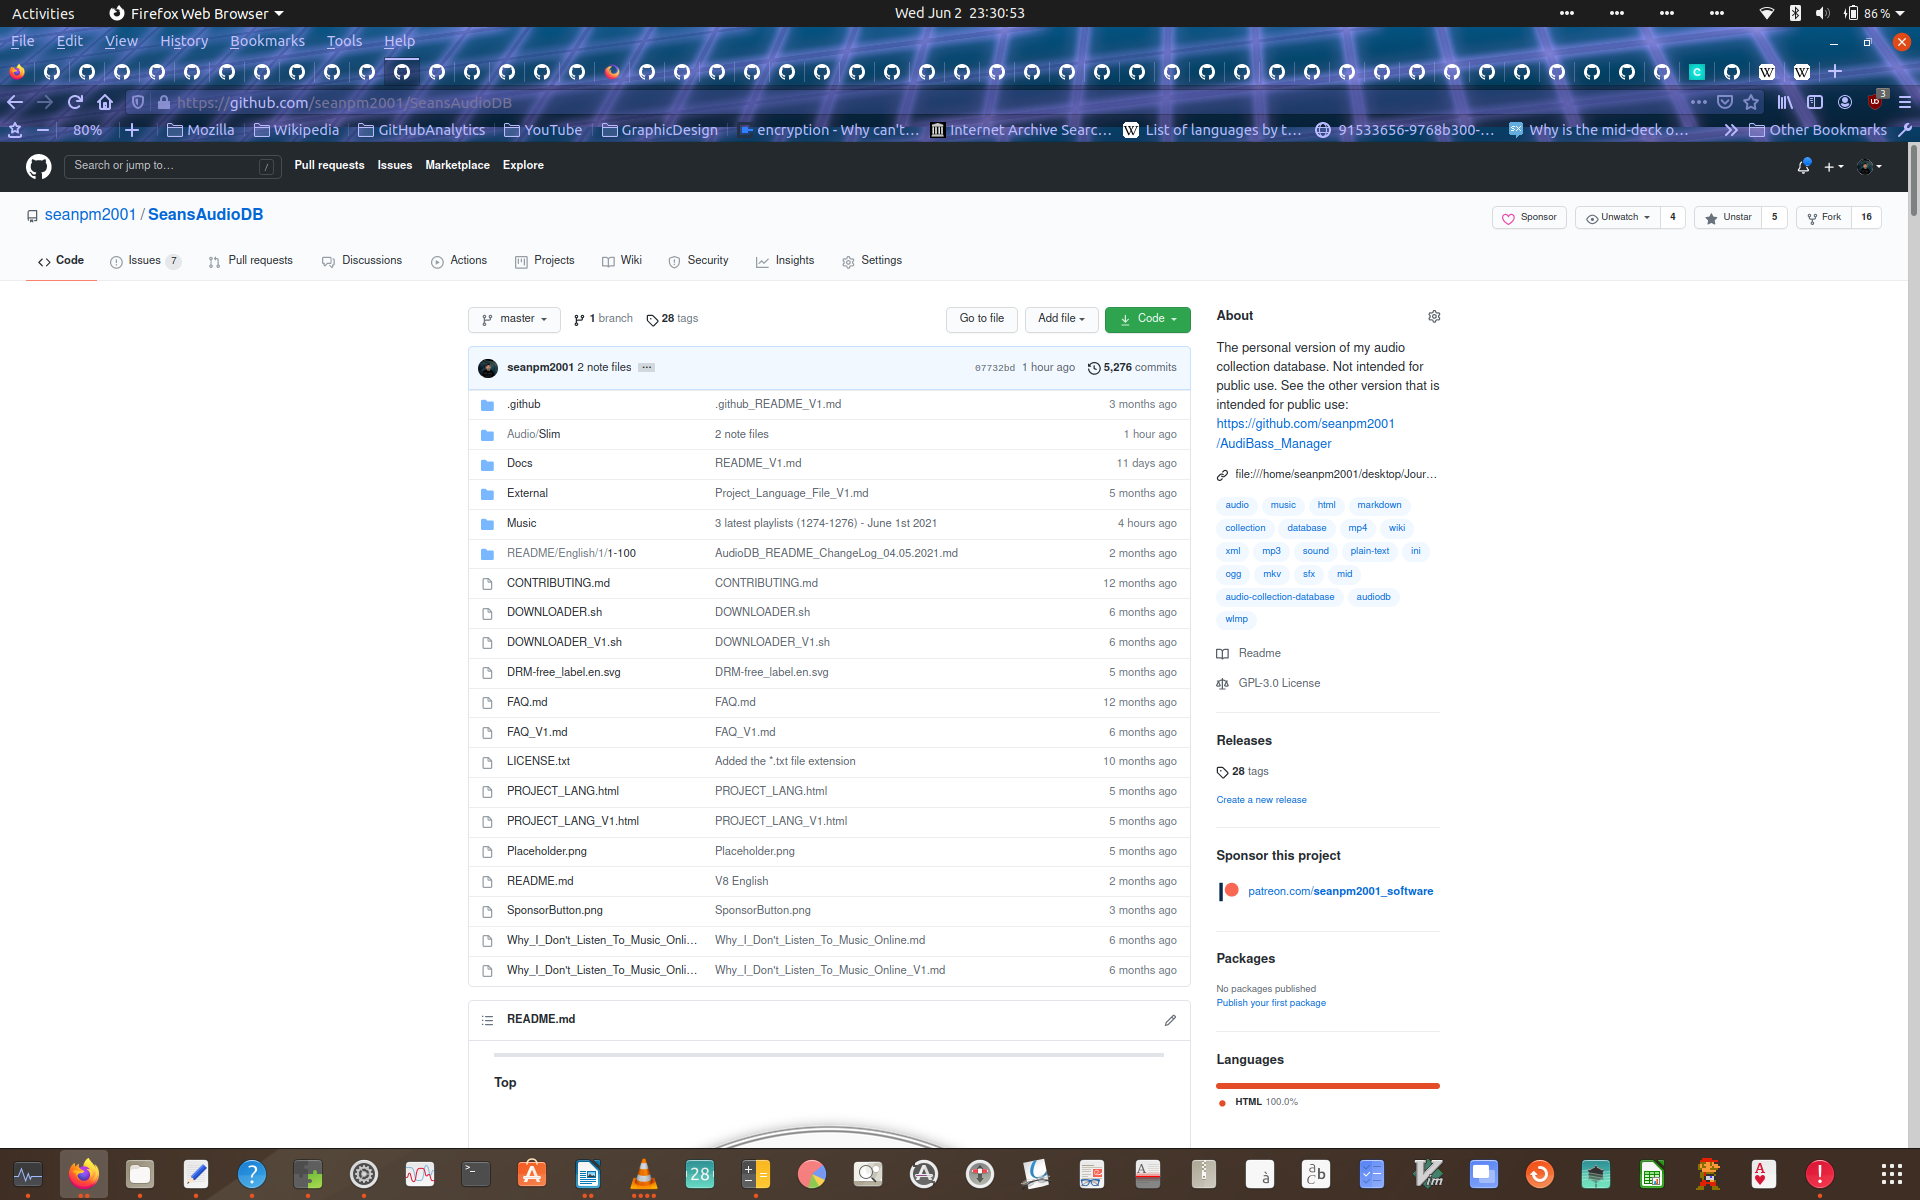 Activities Firefox Web Browser Wed Jun 2 23:30:53 86 %
File Edit View History Bookmarks Tools Help
https://github.com/seanpm2001/SeansAudioDB 3
80% Mozilla Wikipedia GitHubAnalytics YouTube GraphicDesign encryption - Why can't… Internet Archive Searc… List of languages by t… 91533656-9768b300-… Why is the mid-deck o… Other Bookmarks
Search or jump to… / Pull requests Issues Marketplace Explore
seanpm2001 / SeansAudioDB Sponsor Unwatch 4 Unstar 5 Fork 16
Code Issues 7 Pull requests Discussions Actions Projects Wiki Security Insights Settings
master 1 branch 28 tags Go to file Add file Code
seanpm2001 2 note files … 07732bd 1 hour ago 5,276 commits
.github .github_README_V1.md 3 months ago
Audio/Slim 2 note files 1 hour ago
Docs README_V1.md 11 days ago
External Project_Language_File_V1.md 5 months ago
Music 3 latest playlists (1274-1276) - June 1st 2021 4 hours ago
README/English/1/1-100 AudioDB_README_ChangeLog_04.05.2021.md 2 months ago
CONTRIBUTING.md CONTRIBUTING.md 12 months ago
DOWNLOADER.sh DOWNLOADER.sh 6 months ago
DOWNLOADER_V1.sh DOWNLOADER_V1.sh 6 months ago
DRM-free_label.en.svg DRM-free_label.en.svg 5 months ago
FAQ.md FAQ.md 12 months ago
FAQ_V1.md FAQ_V1.md 6 months ago
LICENSE.txt Added the *.txt file extension 10 months ago
PROJECT_LANG.html PROJECT_LANG.html 5 months ago
PROJECT_LANG_V1.html PROJECT_LANG_V1.html 5 months ago
Placeholder.png Placeholder.png 5 months ago
README.md V8 English 2 months ago
SponsorButton.png SponsorButton.png 3 months ago
Why_I_Don't_Listen_To_Music_Onli… Why_I_Don't_Listen_To_Music_Online.md 6 months ago
Why_I_Don't_Listen_To_Music_Onli… Why_I_Don't_Listen_To_Music_Online_V1.md 6 months ago
README.md
Top
About
The personal version of my audio
collection database. Not intended for
public use. See the other version that is
intended for public use:
https://github.com/seanpm2001
/AudiBass_Manager
file:///home/seanpm2001/desktop/Jour…
audio music html markdown
collection database mp4 wiki
xml mp3 sound plain-text ini
ogg mkv sfx mid
audio-collection-database audiodb
wlmp
Readme
GPL-3.0 License
Releases
28 tags
Create a new release
Sponsor this project
patreon.com/seanpm2001_software
Packages
No packages published
Publish your first package
Languages
HTML 100.0%
28